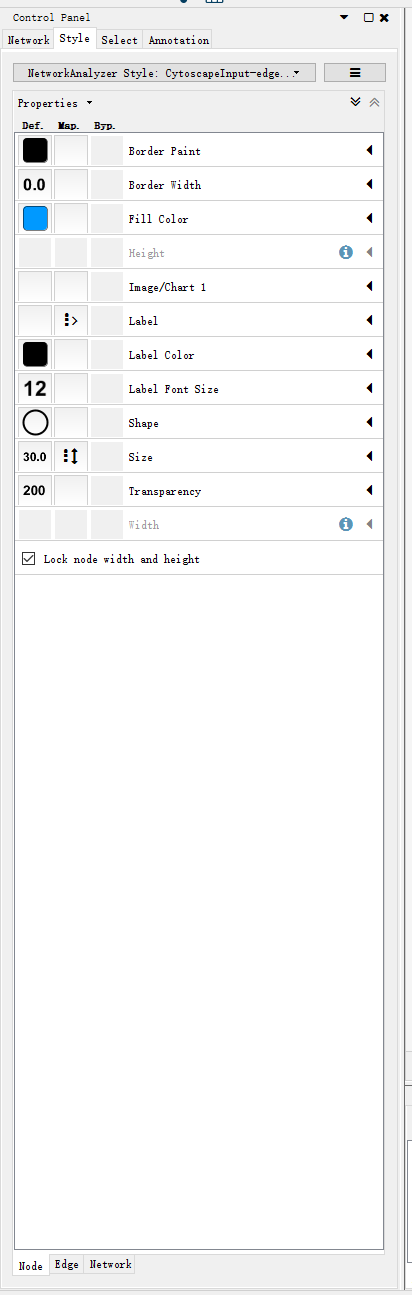 Control Panel
Network Style Select Annotation
NetworkAnalyzer Style: CytoscapeInput-edge...
Properties
Def. Map. Byp.
Border Paint
0.0 Border Width
Fill Color
Height
Image/Chart 1
Label
Label Color
12 Label Font Size
Shape
30.0 Size
200 Transparency
Width
Lock node width and height
Node Edge Network